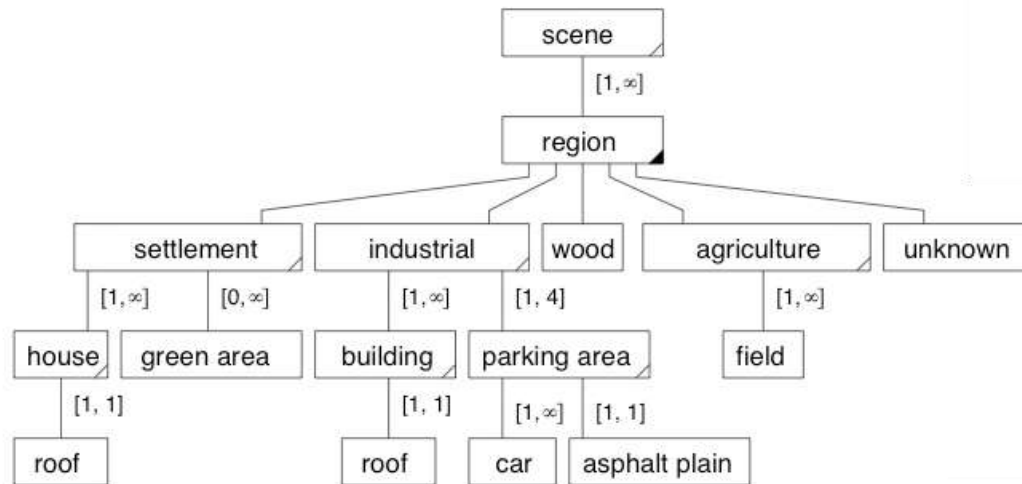 scene
[1,∞]
region
settlement industrial wood agriculture unknown
[1,∞] [0,∞] [1,∞] [1, 4] [1,∞]
house green area building parking area field
[1, 1] [1, 1] [1,∞] [1, 1]
roof roof car asphalt plain